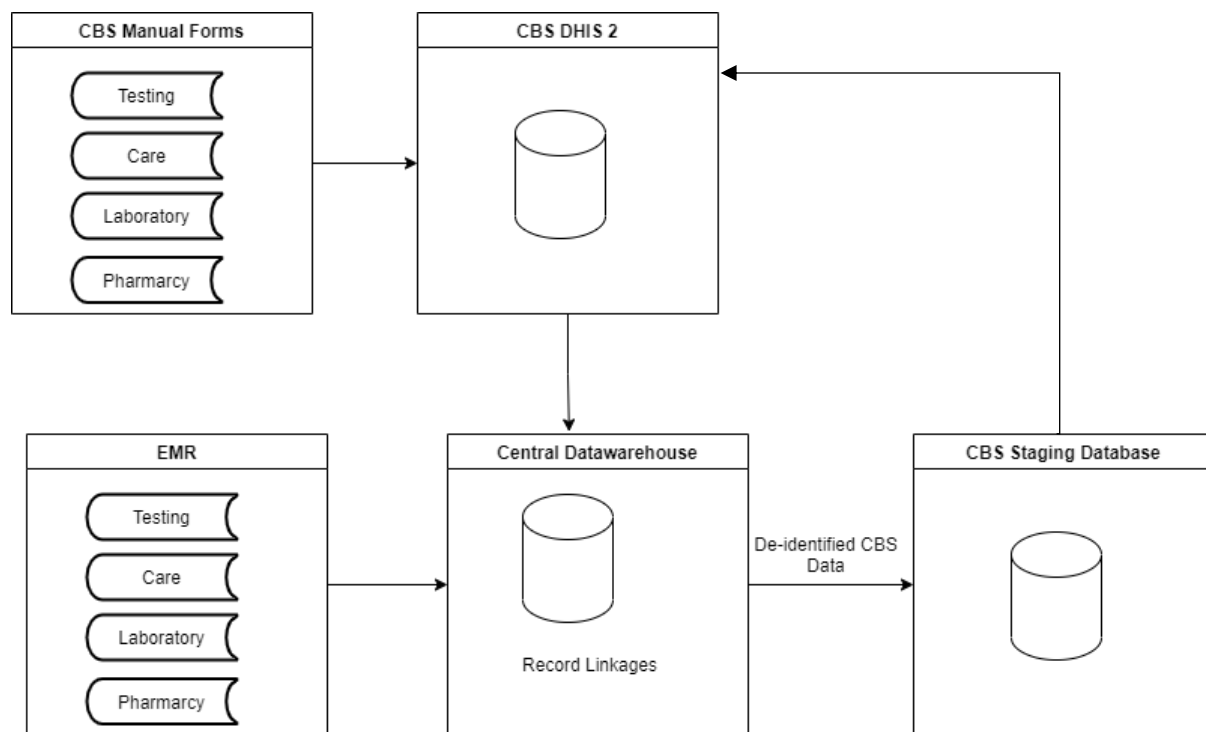 CBS Manual Forms
Testing
Care
Laboratory
Pharmarcy
CBS DHIS 2
EMR
Testing
Care
Laboratory
Pharmarcy
Central Datawarehouse
Record Linkages
De-identified CBS
Data
CBS Staging Database